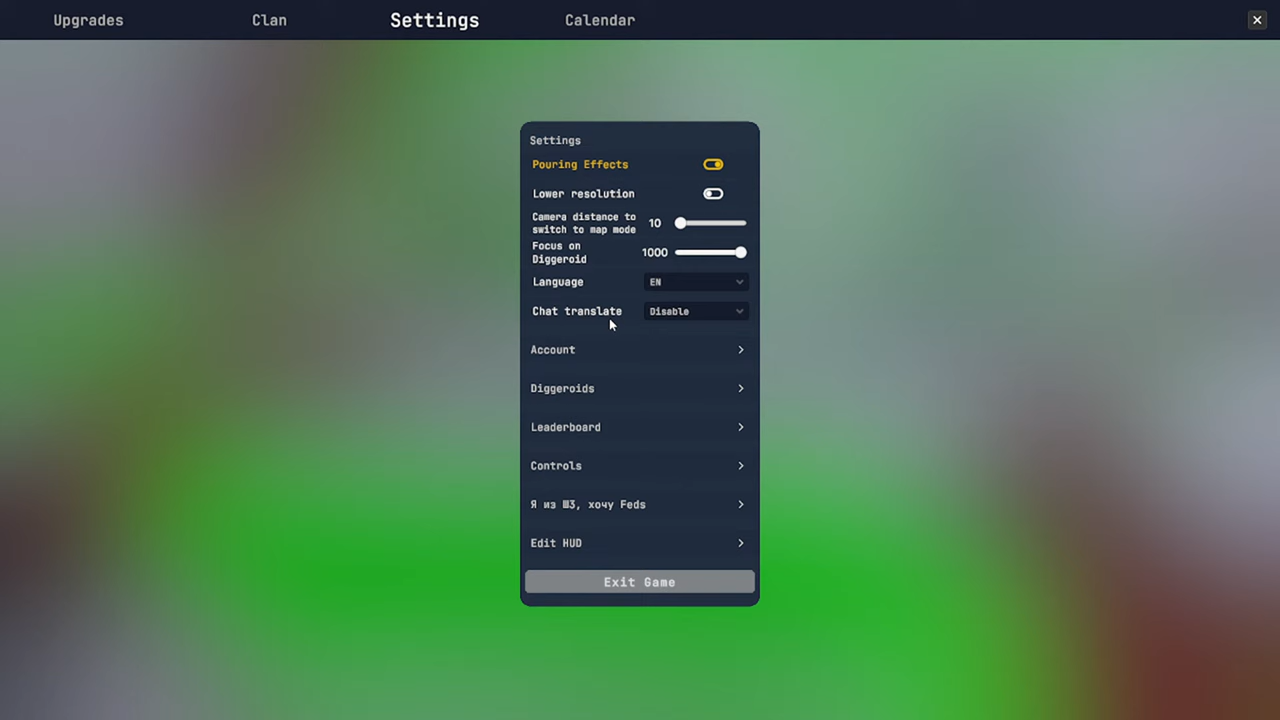 Upgrades Clan Settings Calendar
Settings
Pouring Effects
Lower resolution
Camera distance to
switch to map mode
10
Focus on
Diggeroid
1000
Language EN
Chat translate Disable
Account
Diggeroids
Leaderboard
Controls
Я из Ш3, хочу Feds
Edit HUD
Exit Game